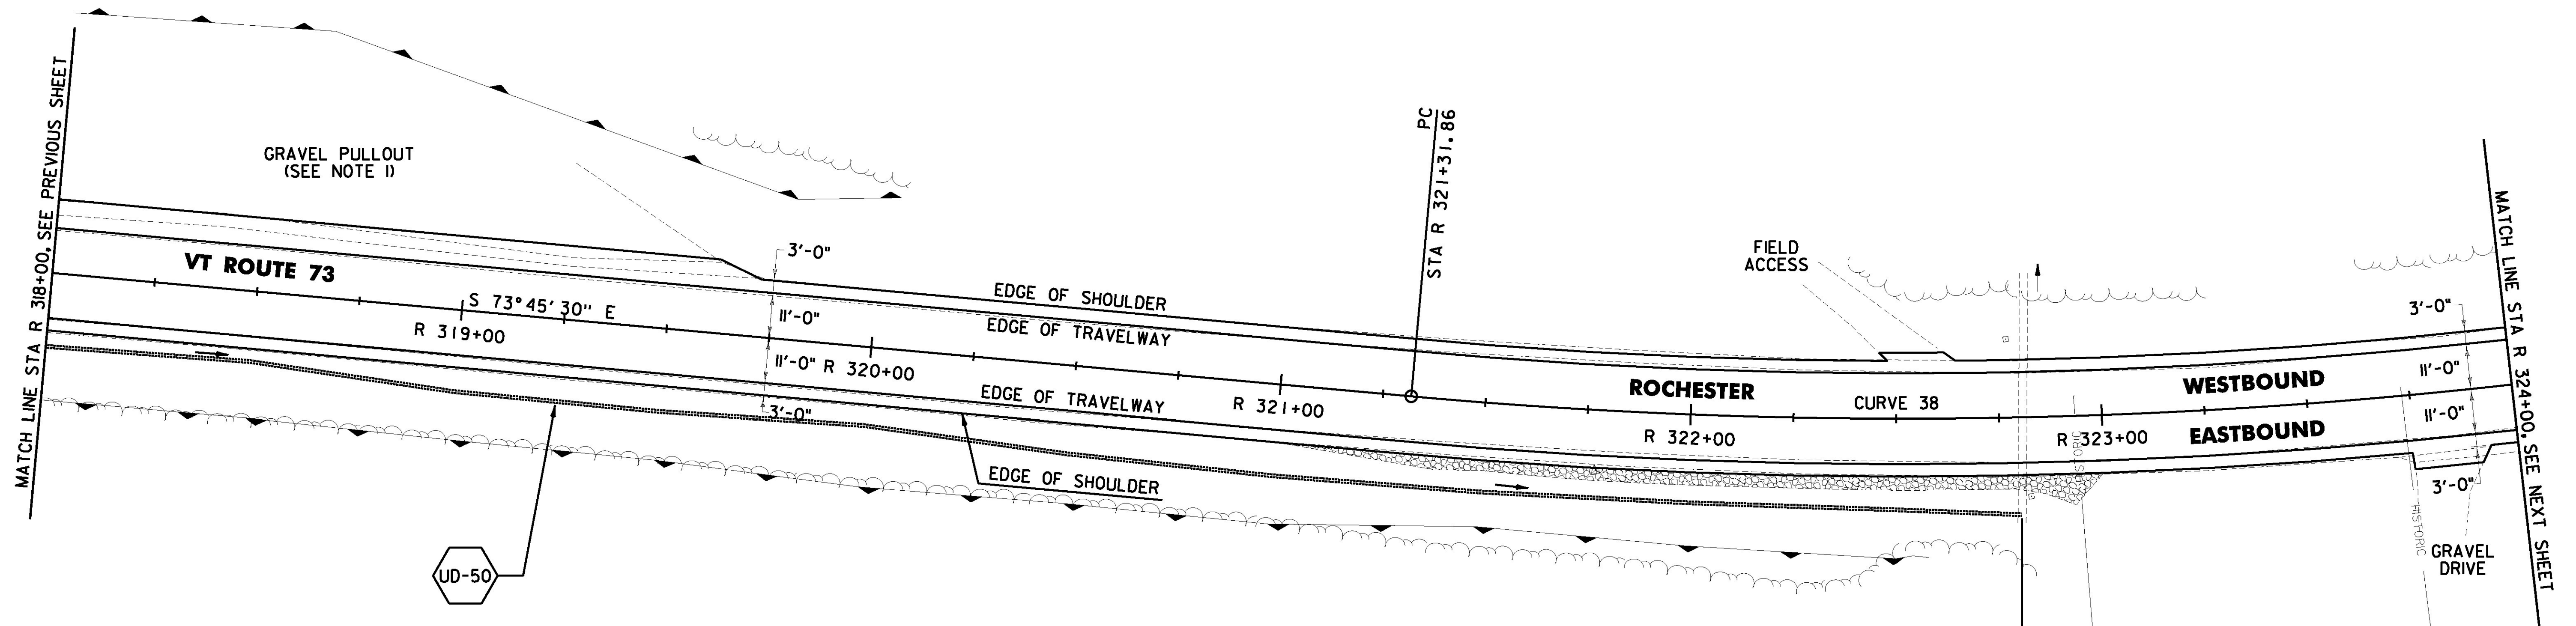 MATCH LINE STA R 318+00, SEE PREVIOUS SHEET
GRAVEL PULLOUT
(SEE NOTE 1)
VT ROUTE 73
S 73°45'30" E
R 319+00
UD-50
3'-0"
11'-0"
11'-0"
3'-0"
R 320+00
EDGE OF SHOULDER
EDGE OF TRAVELWAY
EDGE OF TRAVELWAY
EDGE OF SHOULDER
R 321+00
PC
STA R 321+31.86
ROCHESTER
R 322+00
FIELD
ACCESS
CURVE 38
R 323+00
WESTBOUND
EASTBOUND
3'-0"
11'-0"
11'-0"
3'-0"
HISTORIC
GRAVEL
DRIVE
MATCH LINE STA R 324+00, SEE NEXT SHEET